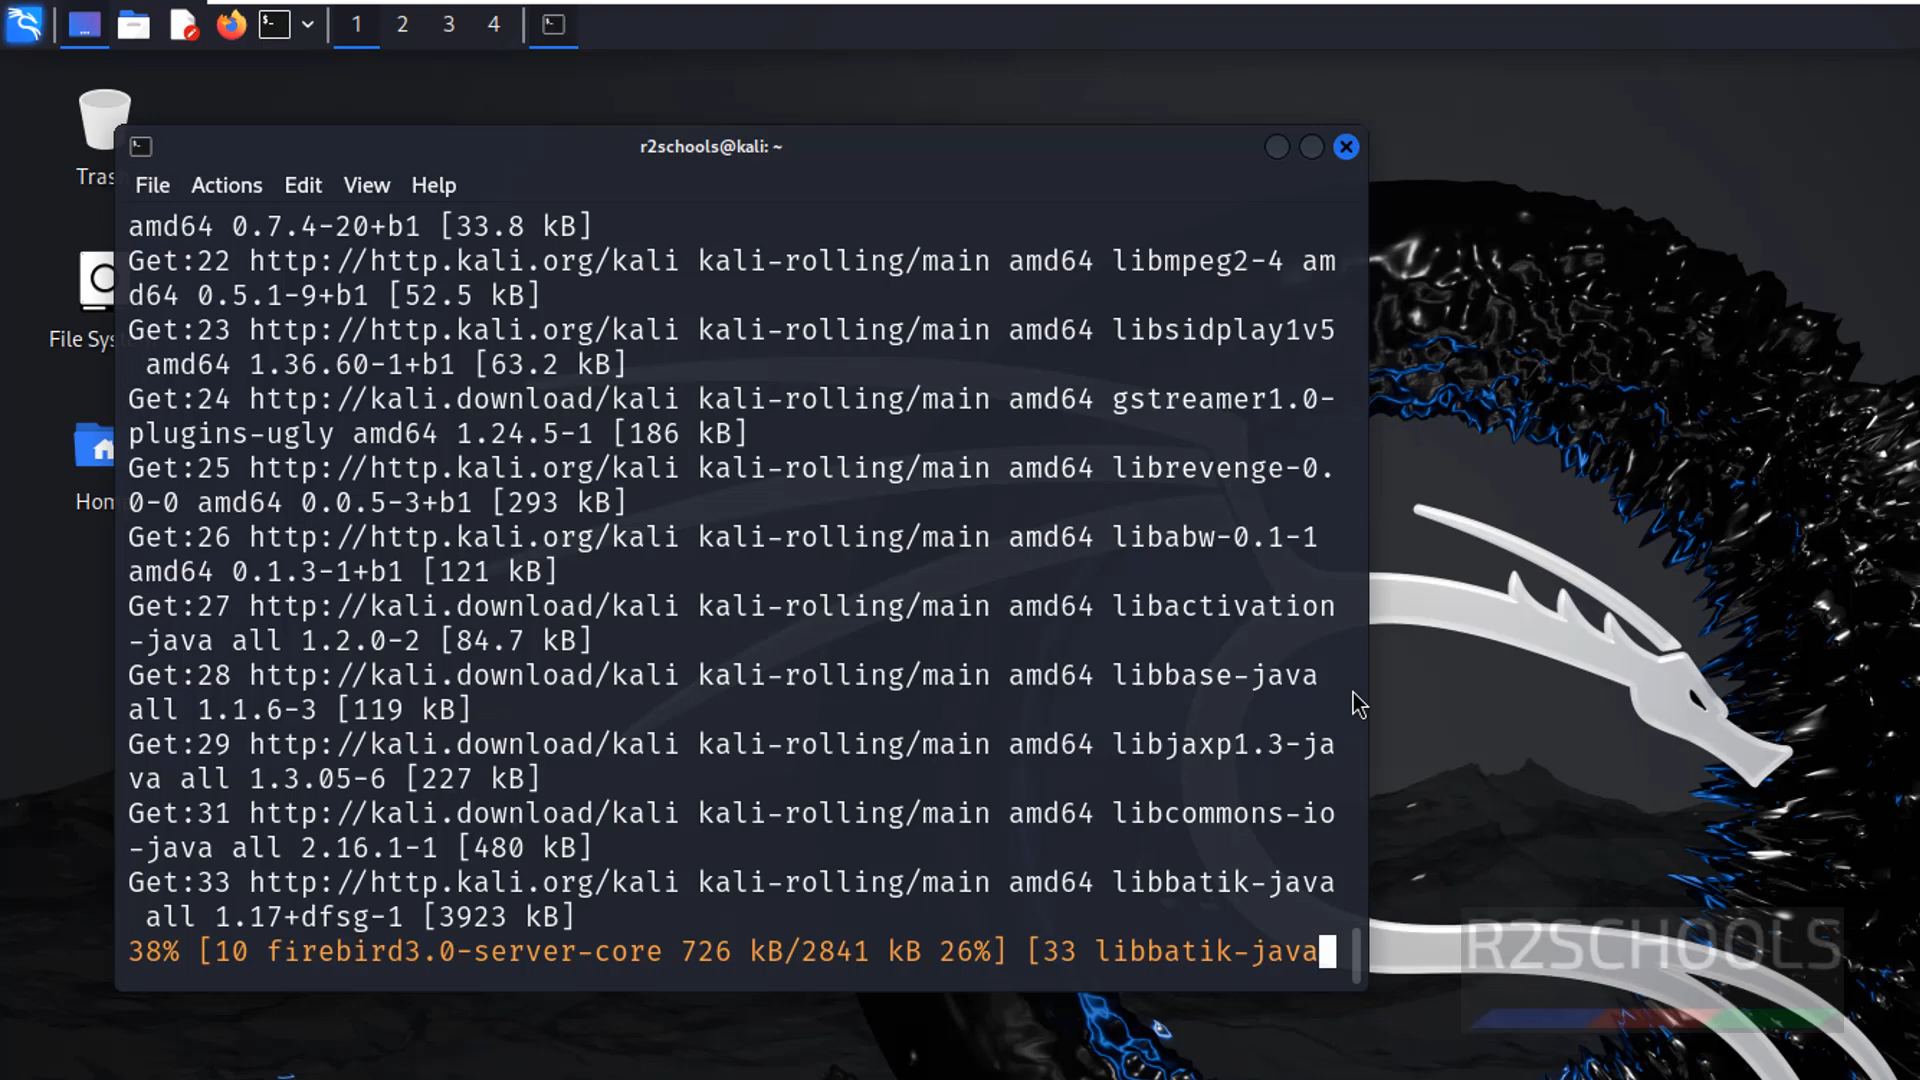 1 2 3 4
Tras
File Sys
Hom
r2schools@kali: ~
File Actions Edit View Help
amd64 0.7.4-20+b1 [33.8 kB]
Get:22 http://http.kali.org/kali kali-rolling/main amd64 libmpeg2-4 am
d64 0.5.1-9+b1 [52.5 kB]
Get:23 http://http.kali.org/kali kali-rolling/main amd64 libsidplay1v5
 amd64 1.36.60-1+b1 [63.2 kB]
Get:24 http://kali.download/kali kali-rolling/main amd64 gstreamer1.0-
plugins-ugly amd64 1.24.5-1 [186 kB]
Get:25 http://http.kali.org/kali kali-rolling/main amd64 librevenge-0.
0-0 amd64 0.0.5-3+b1 [293 kB]
Get:26 http://http.kali.org/kali kali-rolling/main amd64 libabw-0.1-1
amd64 0.1.3-1+b1 [121 kB]
Get:27 http://kali.download/kali kali-rolling/main amd64 libactivation
-java all 1.2.0-2 [84.7 kB]
Get:28 http://kali.download/kali kali-rolling/main amd64 libbase-java
all 1.1.6-3 [119 kB]
Get:29 http://kali.download/kali kali-rolling/main amd64 libjaxp1.3-ja
va all 1.3.05-6 [227 kB]
Get:31 http://kali.download/kali kali-rolling/main amd64 libcommons-io
-java all 2.16.1-1 [480 kB]
Get:33 http://http.kali.org/kali kali-rolling/main amd64 libbatik-java
 all 1.17+dfsg-1 [3923 kB]
38% [10 firebird3.0-server-core 726 kB/2841 kB 26%] [33 libbatik-java
R2SCHOOLS